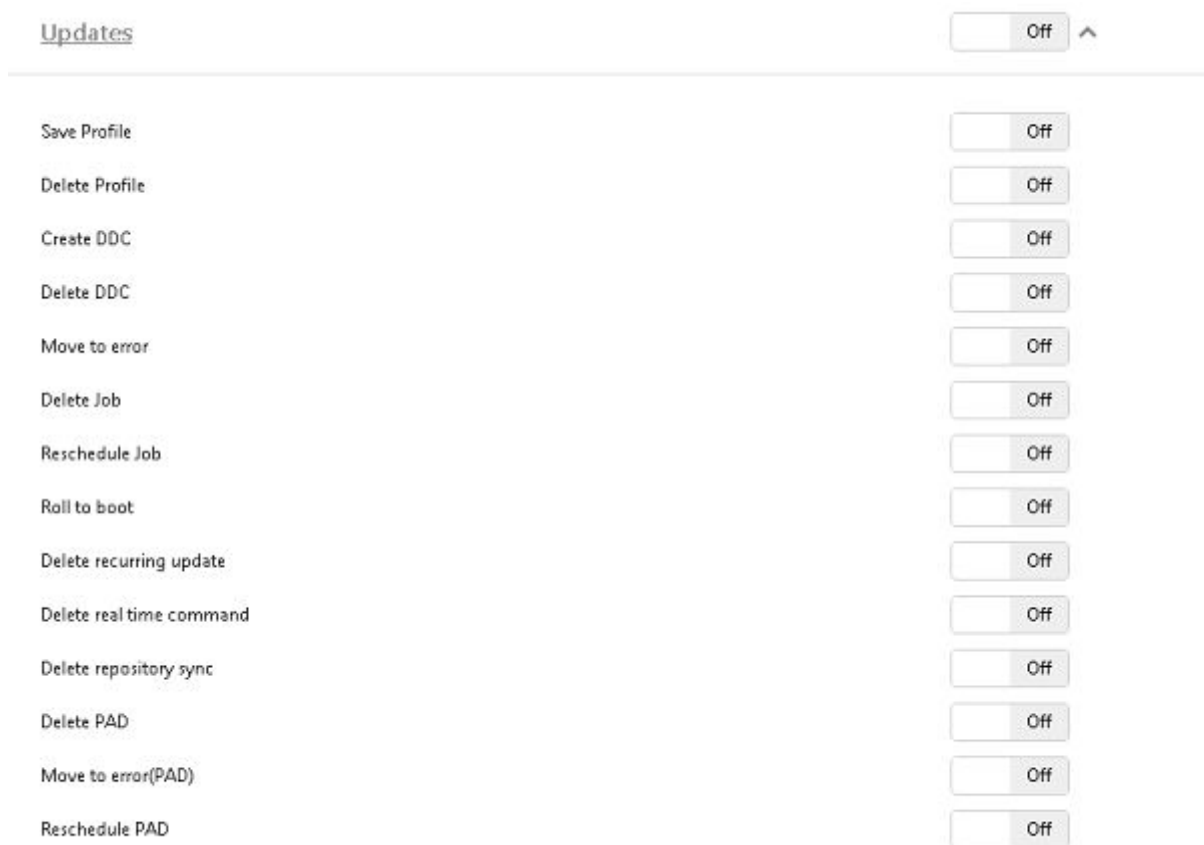 Updates Off
Save Profile Off
Delete Profile Off
Create DDC Off
Delete DDC Off
Move to error Off
Delete Job Off
Reschedule Job Off
Roll to boot Off
Delete recurring update Off
Delete real time command Off
Delete repository sync Off
Delete PAD Off
Move to error(PAD) Off
Reschedule PAD Off